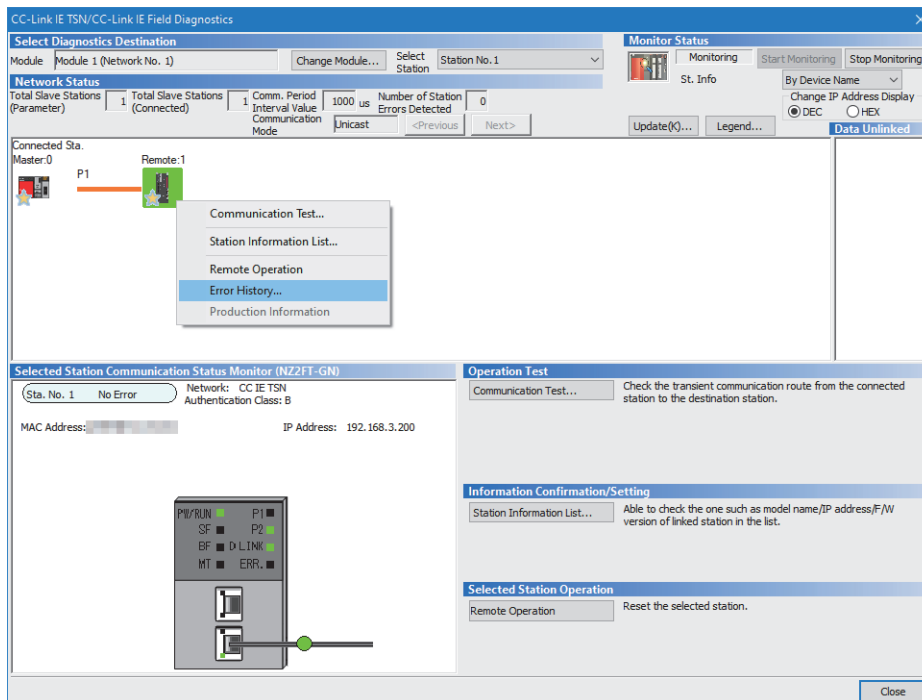 CC-Link IE TSN/CC-Link IE Field Diagnostics
Select Diagnostics Destination
Module Module 1 (Network No. 1) Change Module... Select Station Station No.1
Monitor Status
Monitoring Start Monitoring Stop Monitoring
St. Info By Device Name
Change IP Address Display
DEC HEX
Update(K)... Legend...
Network Status
Total Slave Stations (Parameter) 1 Total Slave Stations (Connected) 1 Comm. Period Interval Value 1000 us Number of Station Errors Detected 0
Communication Mode Unicast <Previous Next>
Data Unlinked
Connected Sta.
Master:0 Remote:1
P1
Communication Test...
Station Information List...
Remote Operation
Error History...
Production Information
Selected Station Communication Status Monitor (NZ2FT-GN)
Sta. No. 1 No Error
Network: CC IE TSN
Authentication Class: B
MAC Address: IP Address: 192.168.3.200
PW/RUN P1
SF P2
BF D LINK
MT ERR.
Operation Test
Communication Test... Check the transient communication route from the connected
station to the destination station.
Information Confirmation/Setting
Station Information List... Able to check the one such as model name/IP address/F/W
version of linked station in the list.
Selected Station Operation
Remote Operation Reset the selected station.
Close